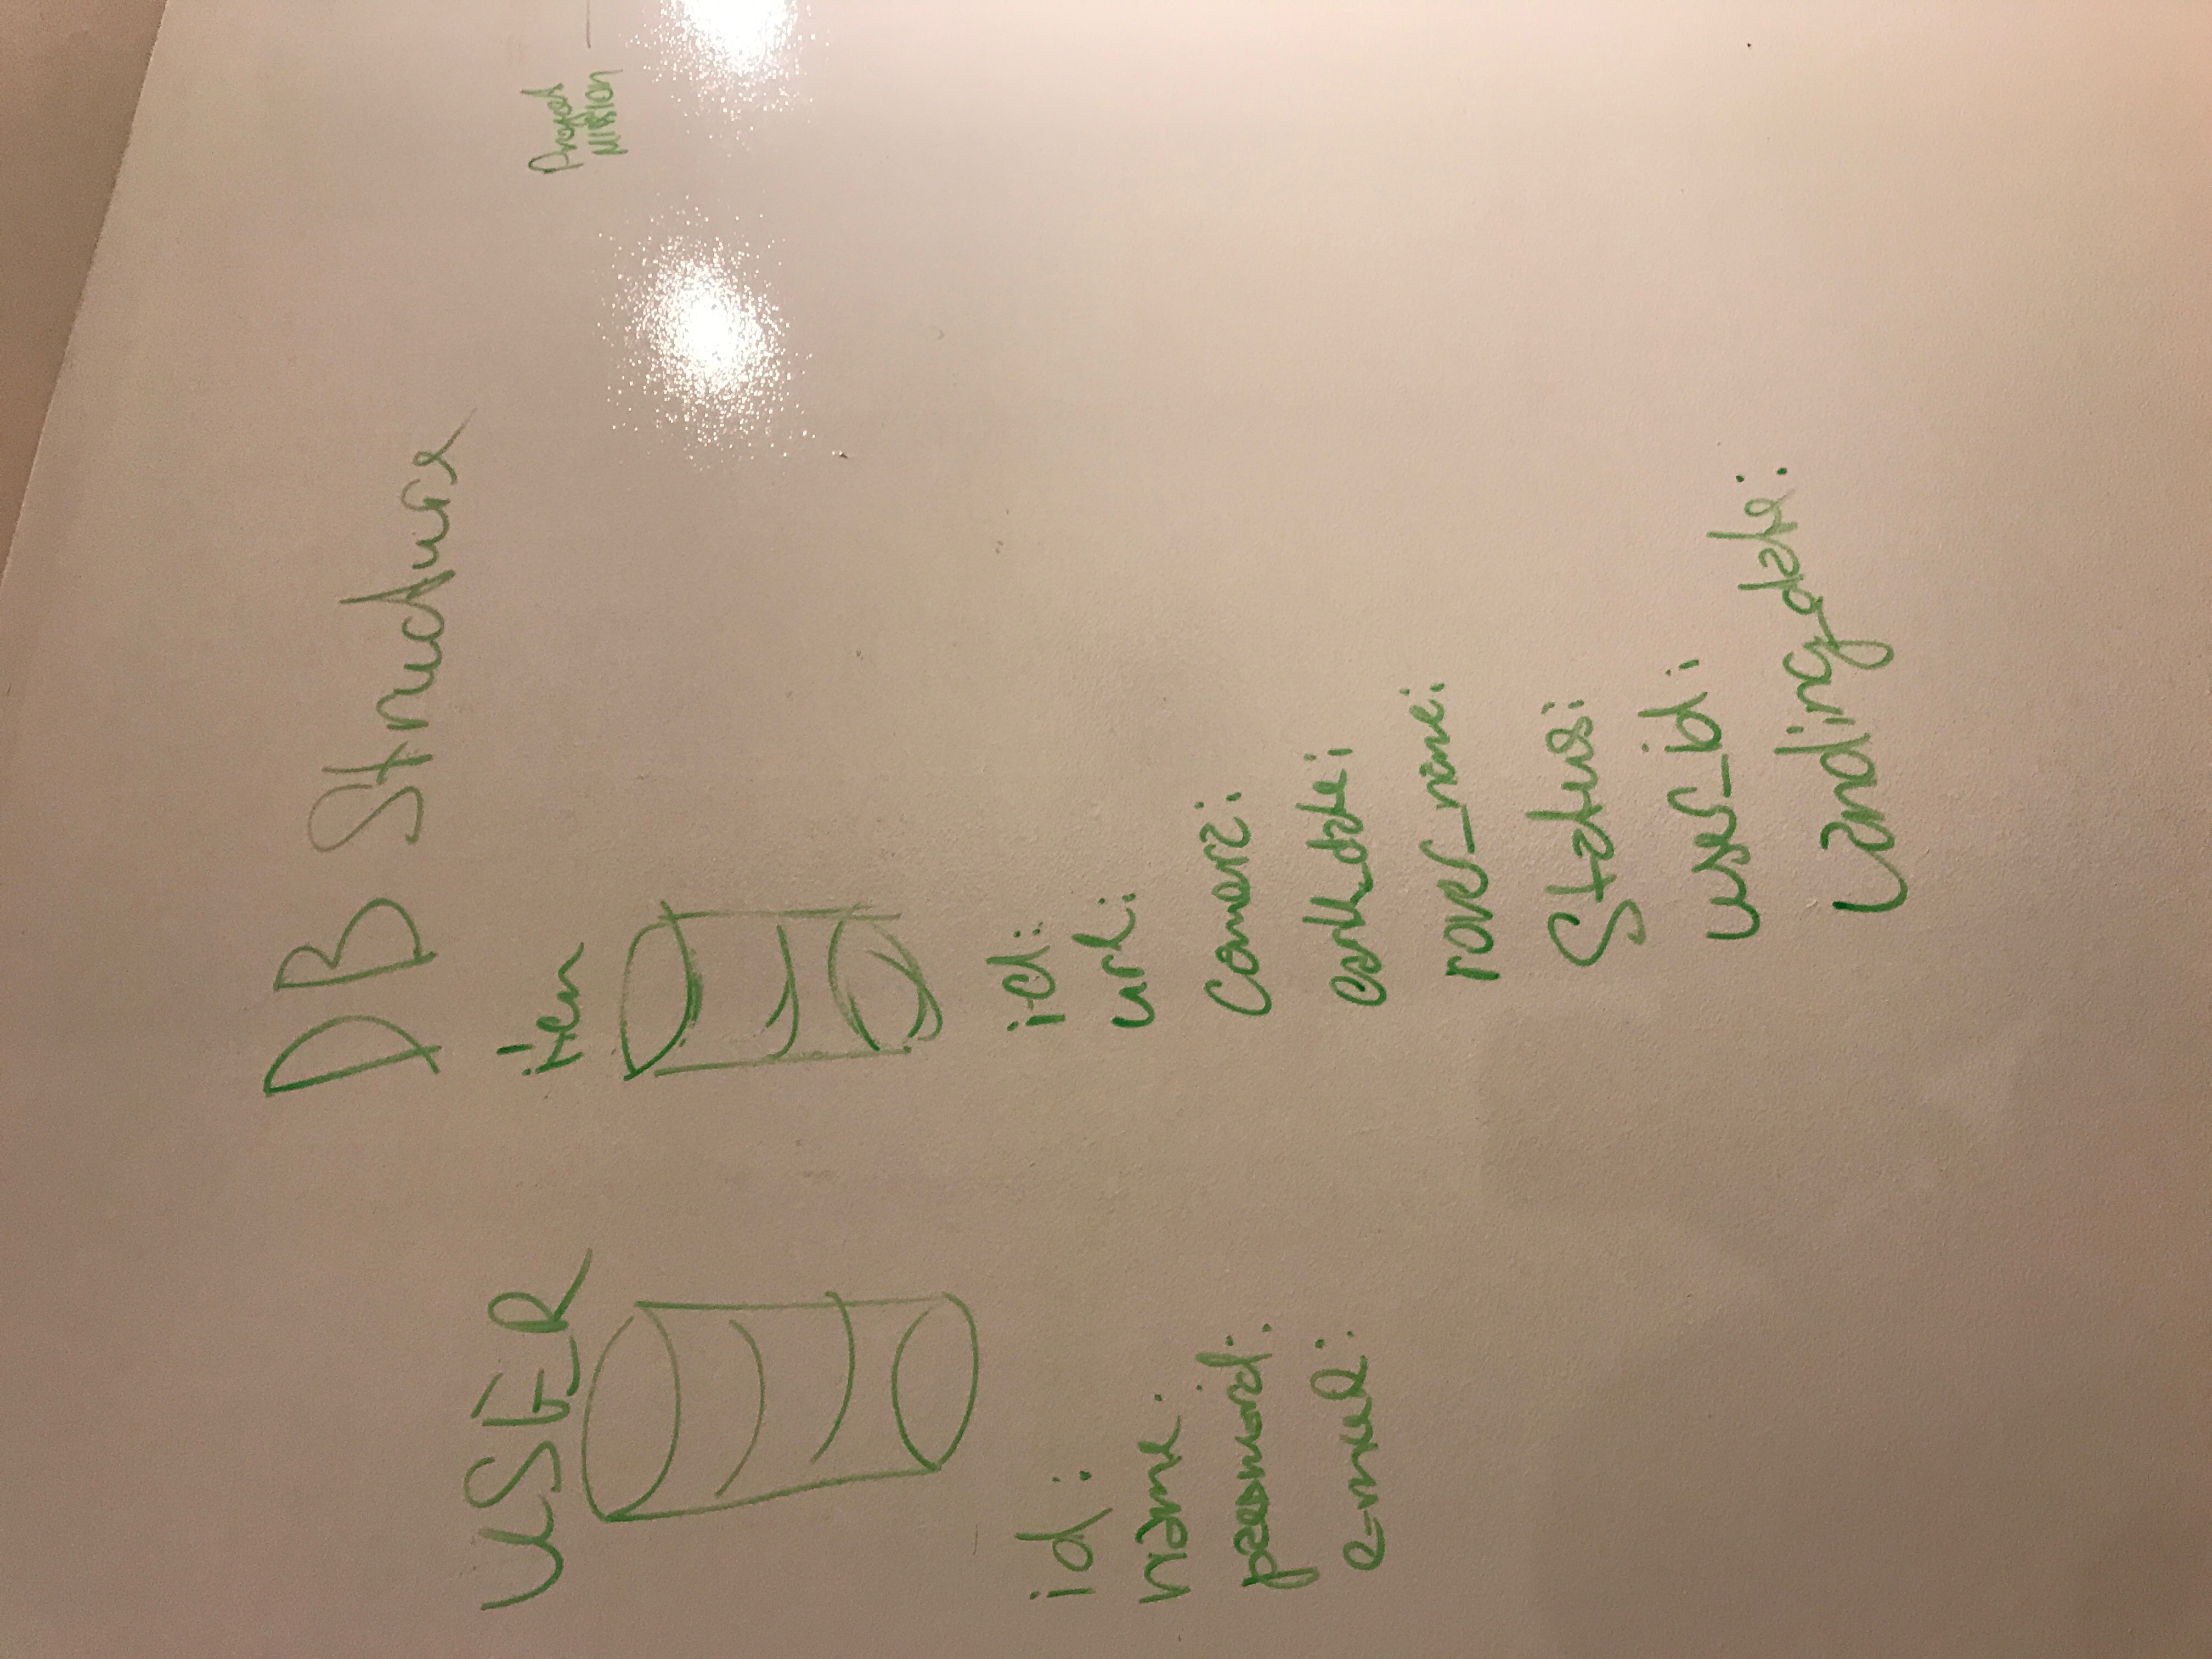 DB Structure
USER
item
id:
name:
password:
e-mail:
id:
url:
Camera:
earth_date:
rover_name:
Status:
user_id:
Landing_date:
Project
Mission